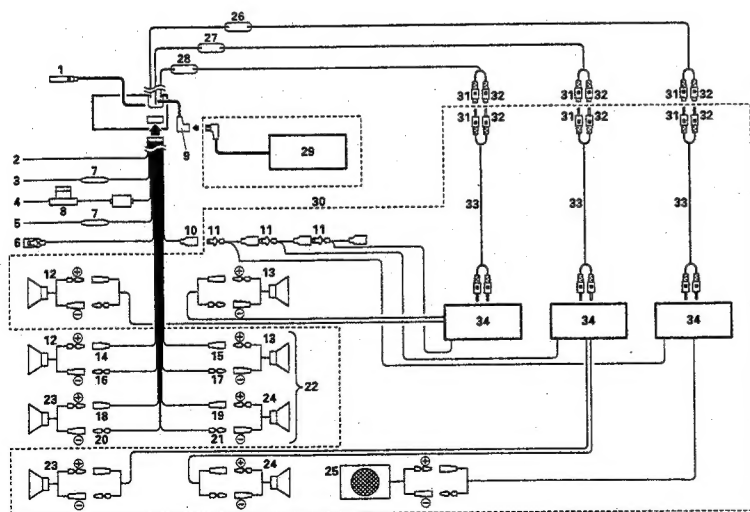 26
27
28
1
31 32 31 32 31 32
31 32 31 32 31 32
9
29
2
3 7
4 8
5 7
6
30
33 33 33
10 11 11 11
12 ⊕ ⊖
⊕ ⊖ 13
34 34 34
12 ⊕ ⊖ 14 16
15 17 ⊕ ⊖ 13
22
23 ⊕ ⊖ 18 20
19 21 ⊕ ⊖ 24
23 ⊕ ⊖
⊕ ⊖ 24
25 ⊕ ⊖